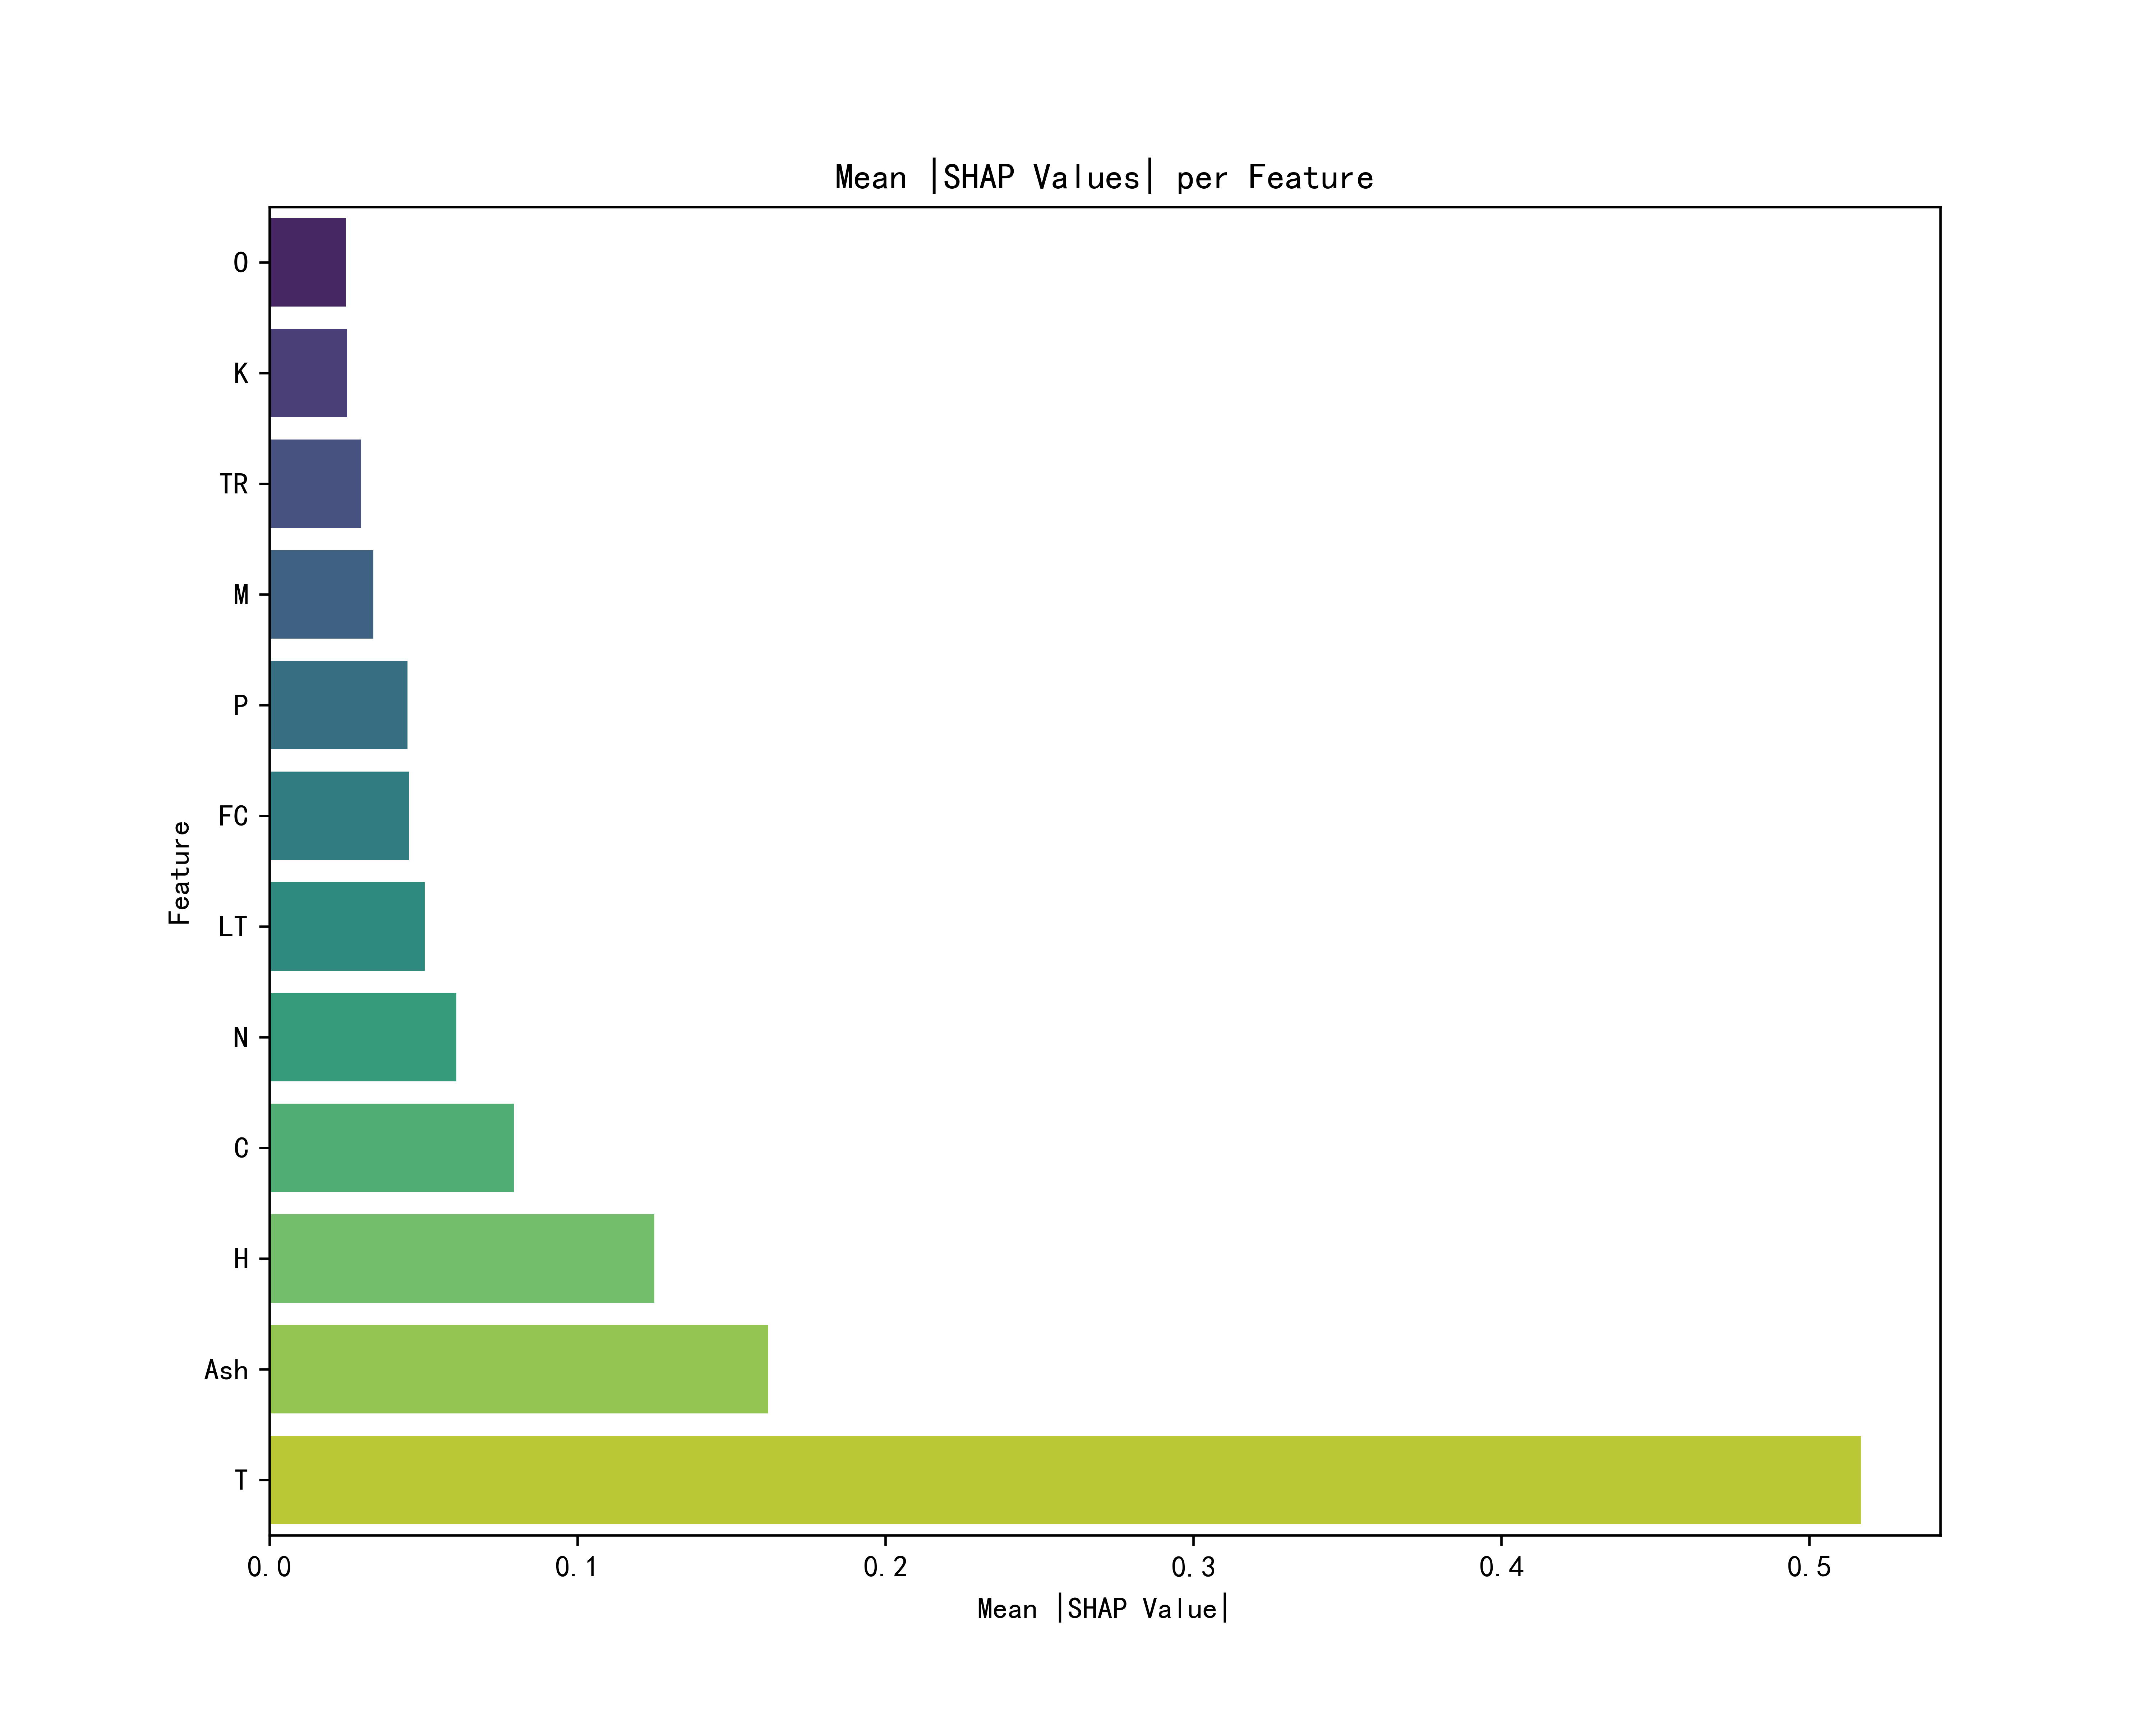 Mean |SHAP Values| per Feature
O
K
TR
M
P
FC
LT
N
C
H
Ash
T
Feature
0.0 0.1 0.2 0.3 0.4 0.5
Mean |SHAP Value|